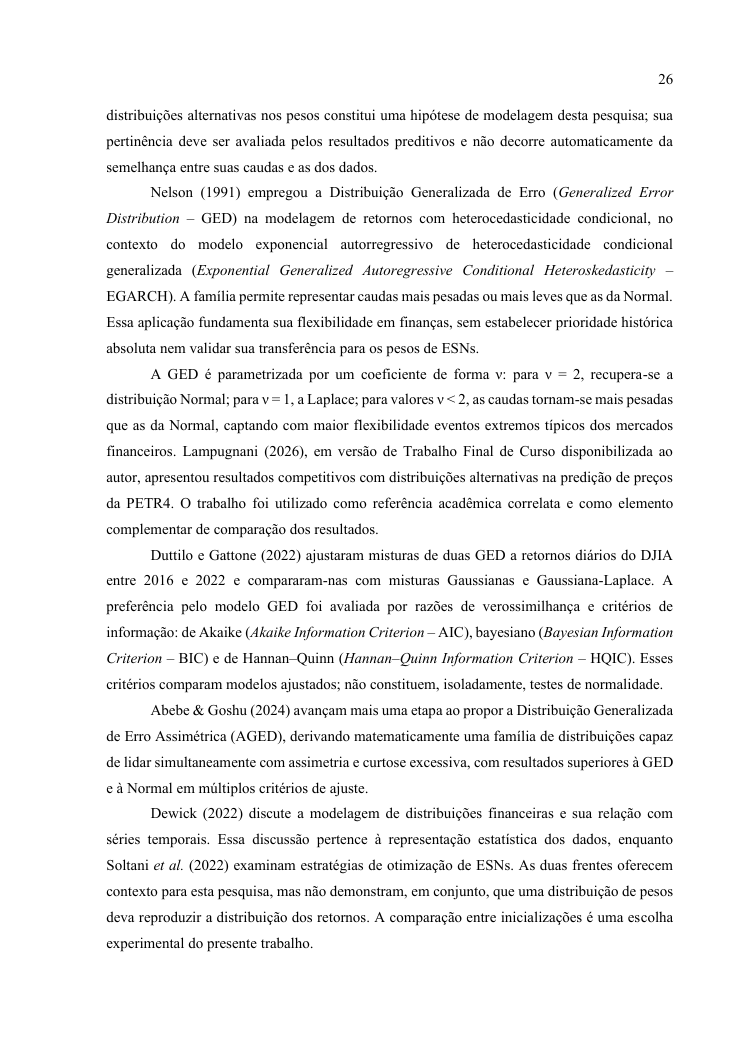 26
distribuições alternativas nos pesos constitui uma hipótese de modelagem desta pesquisa; sua
pertinência deve ser avaliada pelos resultados preditivos e não decorre automaticamente da
semelhança entre suas caudas e as dos dados.
Nelson (1991) empregou a Distribuição Generalizada de Erro (Generalized Error
Distribution – GED) na modelagem de retornos com heterocedasticidade condicional, no
contexto do modelo exponencial autorregressivo de heterocedasticidade condicional
generalizada (Exponential Generalized Autoregressive Conditional Heteroskedasticity –
EGARCH). A família permite representar caudas mais pesadas ou mais leves que as da Normal.
Essa aplicação fundamenta sua flexibilidade em finanças, sem estabelecer prioridade histórica
absoluta nem validar sua transferência para os pesos de ESNs.
A GED é parametrizada por um coeficiente de forma ν: para ν = 2, recupera-se a
distribuição Normal; para ν = 1, a Laplace; para valores ν < 2, as caudas tornam-se mais pesadas
que as da Normal, captando com maior flexibilidade eventos extremos típicos dos mercados
financeiros. Lampugnani (2026), em versão de Trabalho Final de Curso disponibilizada ao
autor, apresentou resultados competitivos com distribuições alternativas na predição de preços
da PETR4. O trabalho foi utilizado como referência acadêmica correlata e como elemento
complementar de comparação dos resultados.
Duttilo e Gattone (2022) ajustaram misturas de duas GED a retornos diários do DJIA
entre 2016 e 2022 e compararam-nas com misturas Gaussianas e Gaussiana-Laplace. A
preferência pelo modelo GED foi avaliada por razões de verossimilhança e critérios de
informação: de Akaike (Akaike Information Criterion – AIC), bayesiano (Bayesian Information
Criterion – BIC) e de Hannan–Quinn (Hannan–Quinn Information Criterion – HQIC). Esses
critérios comparam modelos ajustados; não constituem, isoladamente, testes de normalidade.
Abebe & Goshu (2024) avançam mais uma etapa ao propor a Distribuição Generalizada
de Erro Assimétrica (AGED), derivando matematicamente uma família de distribuições capaz
de lidar simultaneamente com assimetria e curtose excessiva, com resultados superiores à GED
e à Normal em múltiplos critérios de ajuste.
Dewick (2022) discute a modelagem de distribuições financeiras e sua relação com
séries temporais. Essa discussão pertence à representação estatística dos dados, enquanto
Soltani et al. (2022) examinam estratégias de otimização de ESNs. As duas frentes oferecem
contexto para esta pesquisa, mas não demonstram, em conjunto, que uma distribuição de pesos
deva reproduzir a distribuição dos retornos. A comparação entre inicializações é uma escolha
experimental do presente trabalho.